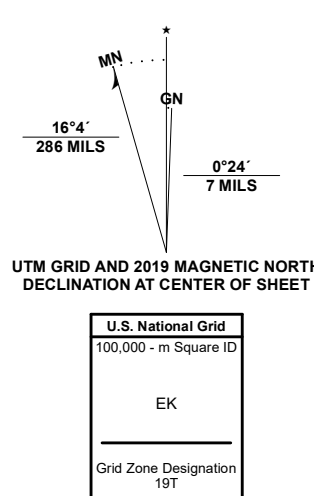 ★
MN
GN
16°4´
286 MILS
0°24´
7 MILS
UTM GRID AND 2019 MAGNETIC NORTH
DECLINATION AT CENTER OF SHEET
U.S. National Grid
100,000 - m Square ID
EK
Grid Zone Designation
19T